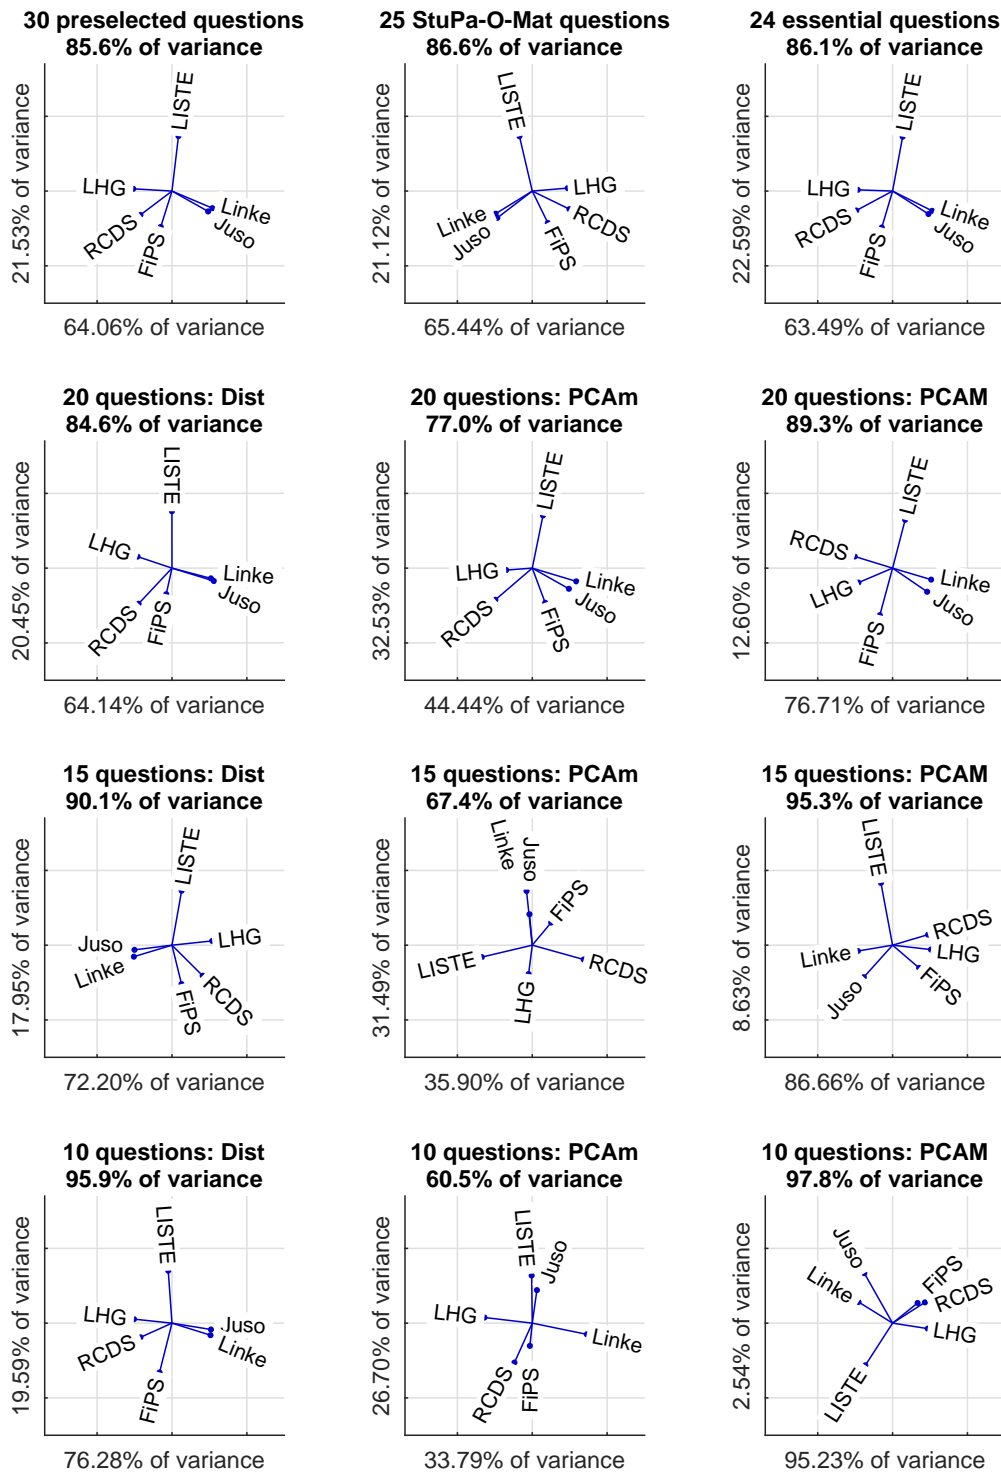 30 preselected questions
85.6% of variance
21.53% of variance
LISTE
LHG
RCDS
FiPS
Linke
Juso
64.06% of variance
25 StuPa-O-Mat questions
86.6% of variance
21.12% of variance
LISTE
LHG
RCDS
FiPS
Linke
Juso
65.44% of variance
24 essential questions
86.1% of variance
22.59% of variance
LISTE
LHG
RCDS
FiPS
Linke
Juso
63.49% of variance
20 questions: Dist
84.6% of variance
20.45% of variance
LISTE
LHG
RCDS
FiPS
Linke
Juso
64.14% of variance
20 questions: PCAm
77.0% of variance
32.53% of variance
LISTE
LHG
RCDS
FiPS
Linke
Juso
44.44% of variance
20 questions: PCAM
89.3% of variance
12.60% of variance
LISTE
RCDS
LHG
FiPS
Linke
Juso
76.71% of variance
15 questions: Dist
90.1% of variance
17.95% of variance
LISTE
Juso
Linke
LHG
RCDS
FiPS
72.20% of variance
15 questions: PCAm
67.4% of variance
31.49% of variance
Linke
Juso
FiPS
LISTE
RCDS
LHG
35.90% of variance
15 questions: PCAM
95.3% of variance
8.63% of variance
LISTE
RCDS
LHG
FiPS
Linke
Juso
86.66% of variance
10 questions: Dist
95.9% of variance
19.59% of variance
LISTE
LHG
RCDS
FiPS
Juso
Linke
76.28% of variance
10 questions: PCAm
60.5% of variance
26.70% of variance
LISTE
Juso
LHG
Linke
RCDS
FiPS
33.79% of variance
10 questions: PCAM
97.8% of variance
2.54% of variance
Juso
Linke
FiPS
RCDS
LHG
LISTE
95.23% of variance